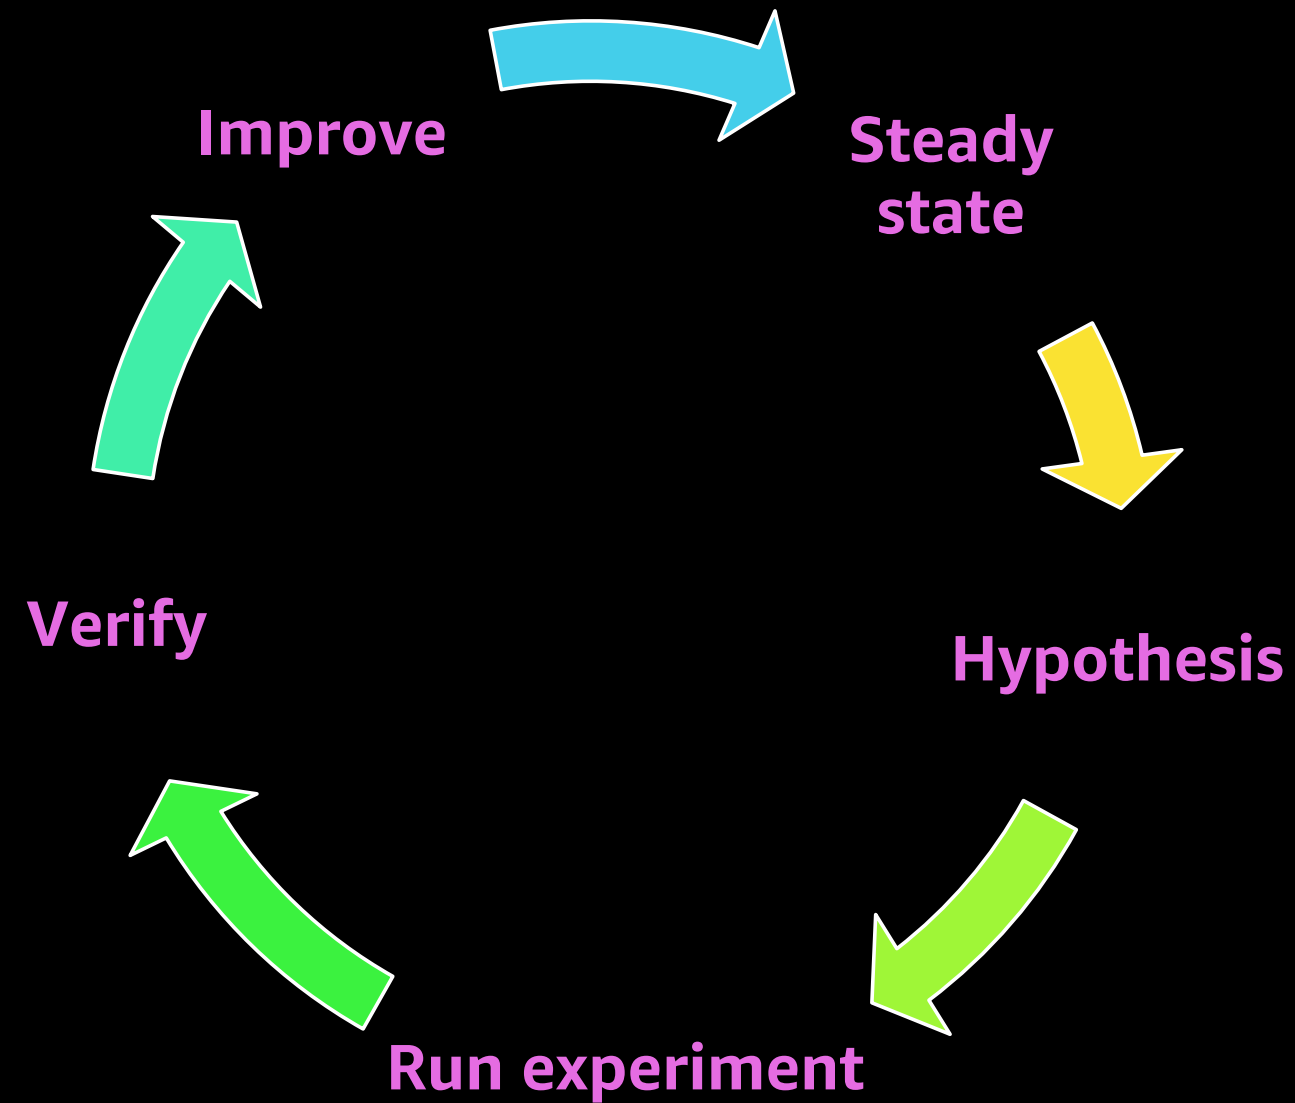 Improve
Steady
state
Verify
Hypothesis
Run experiment